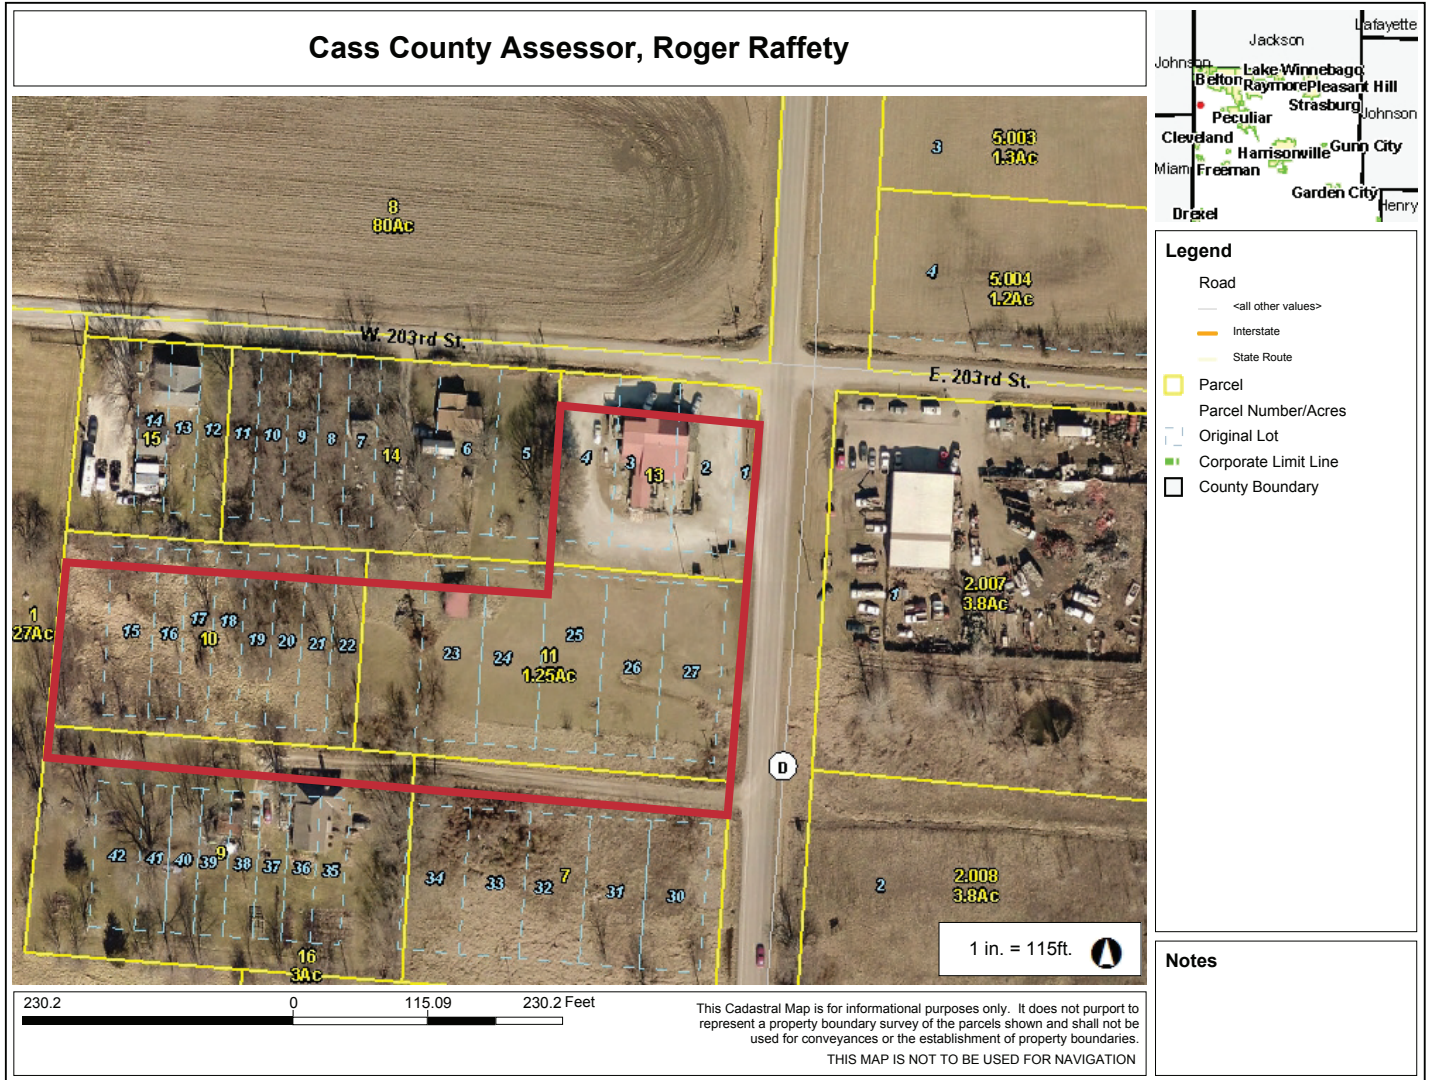 Cass County Assessor, Roger Raffety
Lafayette
Jackson
Johnson
Lake Winnebago
Belton
Raymore
Pleasant Hill
Strasburg
Johnson
Peculiar
Cleveland
Gunn City
Harrisonville
Miami
Freeman
Garden City
Henry
Drexel
3
5.003
1.3Ac
8
80Ac
4
5.004
1.2Ac
W. 203rd St.
E. 203rd St.
14
13
12
11
10
9
8
7
6
5
4
3
2
1
15
14
13
1
27Ac
15
16
17
18
19
20
21
22
10
23
24
25
26
27
11
1.25Ac
1
2.007
3.8Ac
D
42
41
40
39
9
38
37
36
35
34
33
32
7
31
30
2
2.008
3.8Ac
16
3Ac
1 in. = 115ft.
Legend
Road
<all other values>
Interstate
State Route
Parcel
Parcel Number/Acres
Original Lot
Corporate Limit Line
County Boundary
Notes
230.2 0 115.09 230.2 Feet
This Cadastral Map is for informational purposes only. It does not purport to
represent a property boundary survey of the parcels shown and shall not be
used for conveyances or the establishment of property boundaries.
THIS MAP IS NOT TO BE USED FOR NAVIGATION